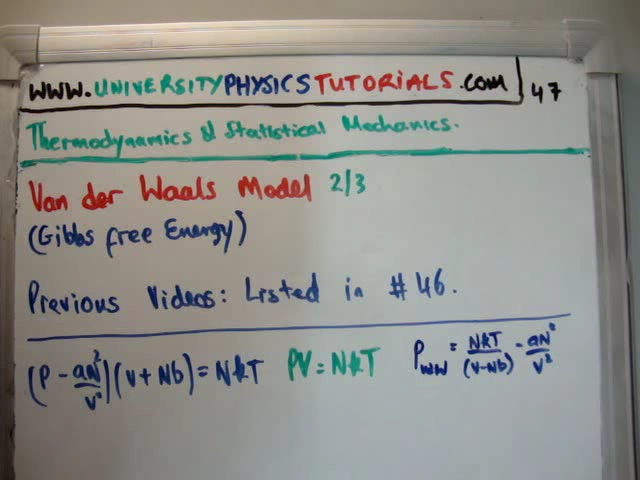 WWW.UNIVERSITYPHYSICSTUTORIALS.COM 47
Thermodynamics & Statistical Mechanics.
Van der Waals Model 2/3
(Gibbs free Energy)
Previous Videos: Listed in #46.
(P - aN²/V²)(V + Nb) = NkT PV = NkT P_VW = NkT/(V-Nb) - aN²/V²